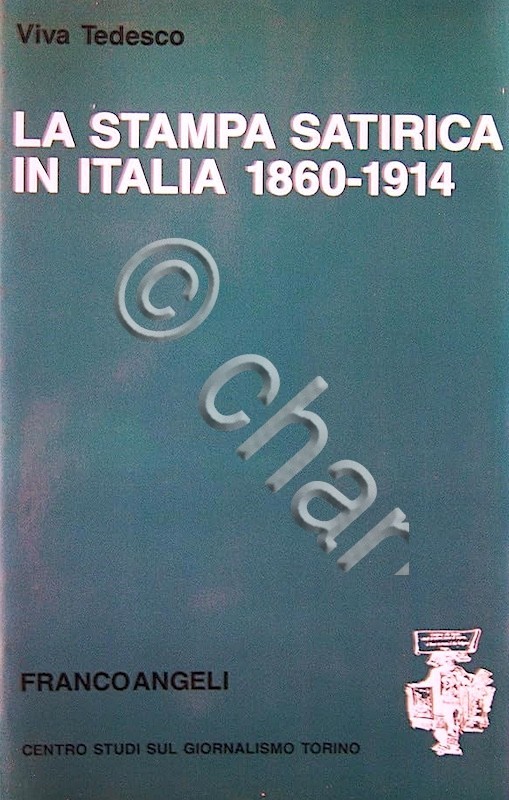 Viva Tedesco
LA STAMPA SATIRICA
IN ITALIA 1860-1914
© char
FRANCOANGELI
CENTRO STUDI SUL GIORNALISMO TORINO